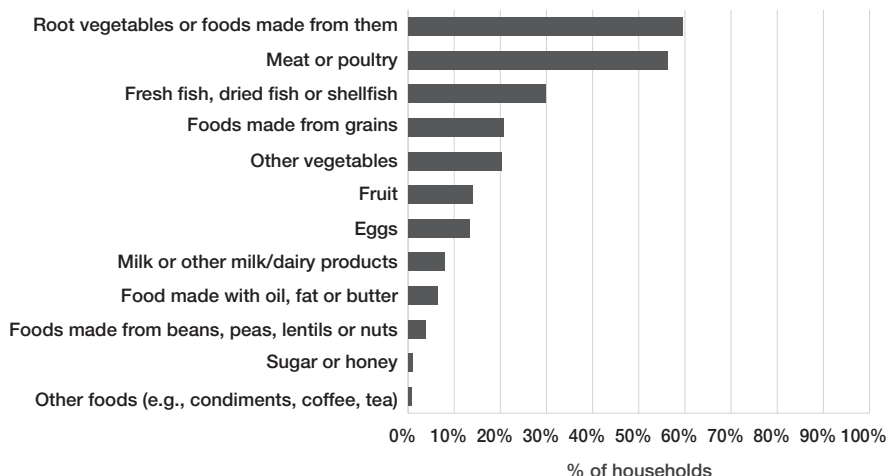 Root vegetables or foods made from them
Meat or poultry
Fresh fish, dried fish or shellfish
Foods made from grains
Other vegetables
Fruit
Eggs
Milk or other milk/dairy products
Food made with oil, fat or butter
Foods made from beans, peas, lentils or nuts
Sugar or honey
Other foods (e.g., condiments, coffee, tea)
0% 10% 20% 30% 40% 50% 60% 70% 80% 90% 100%
% of households